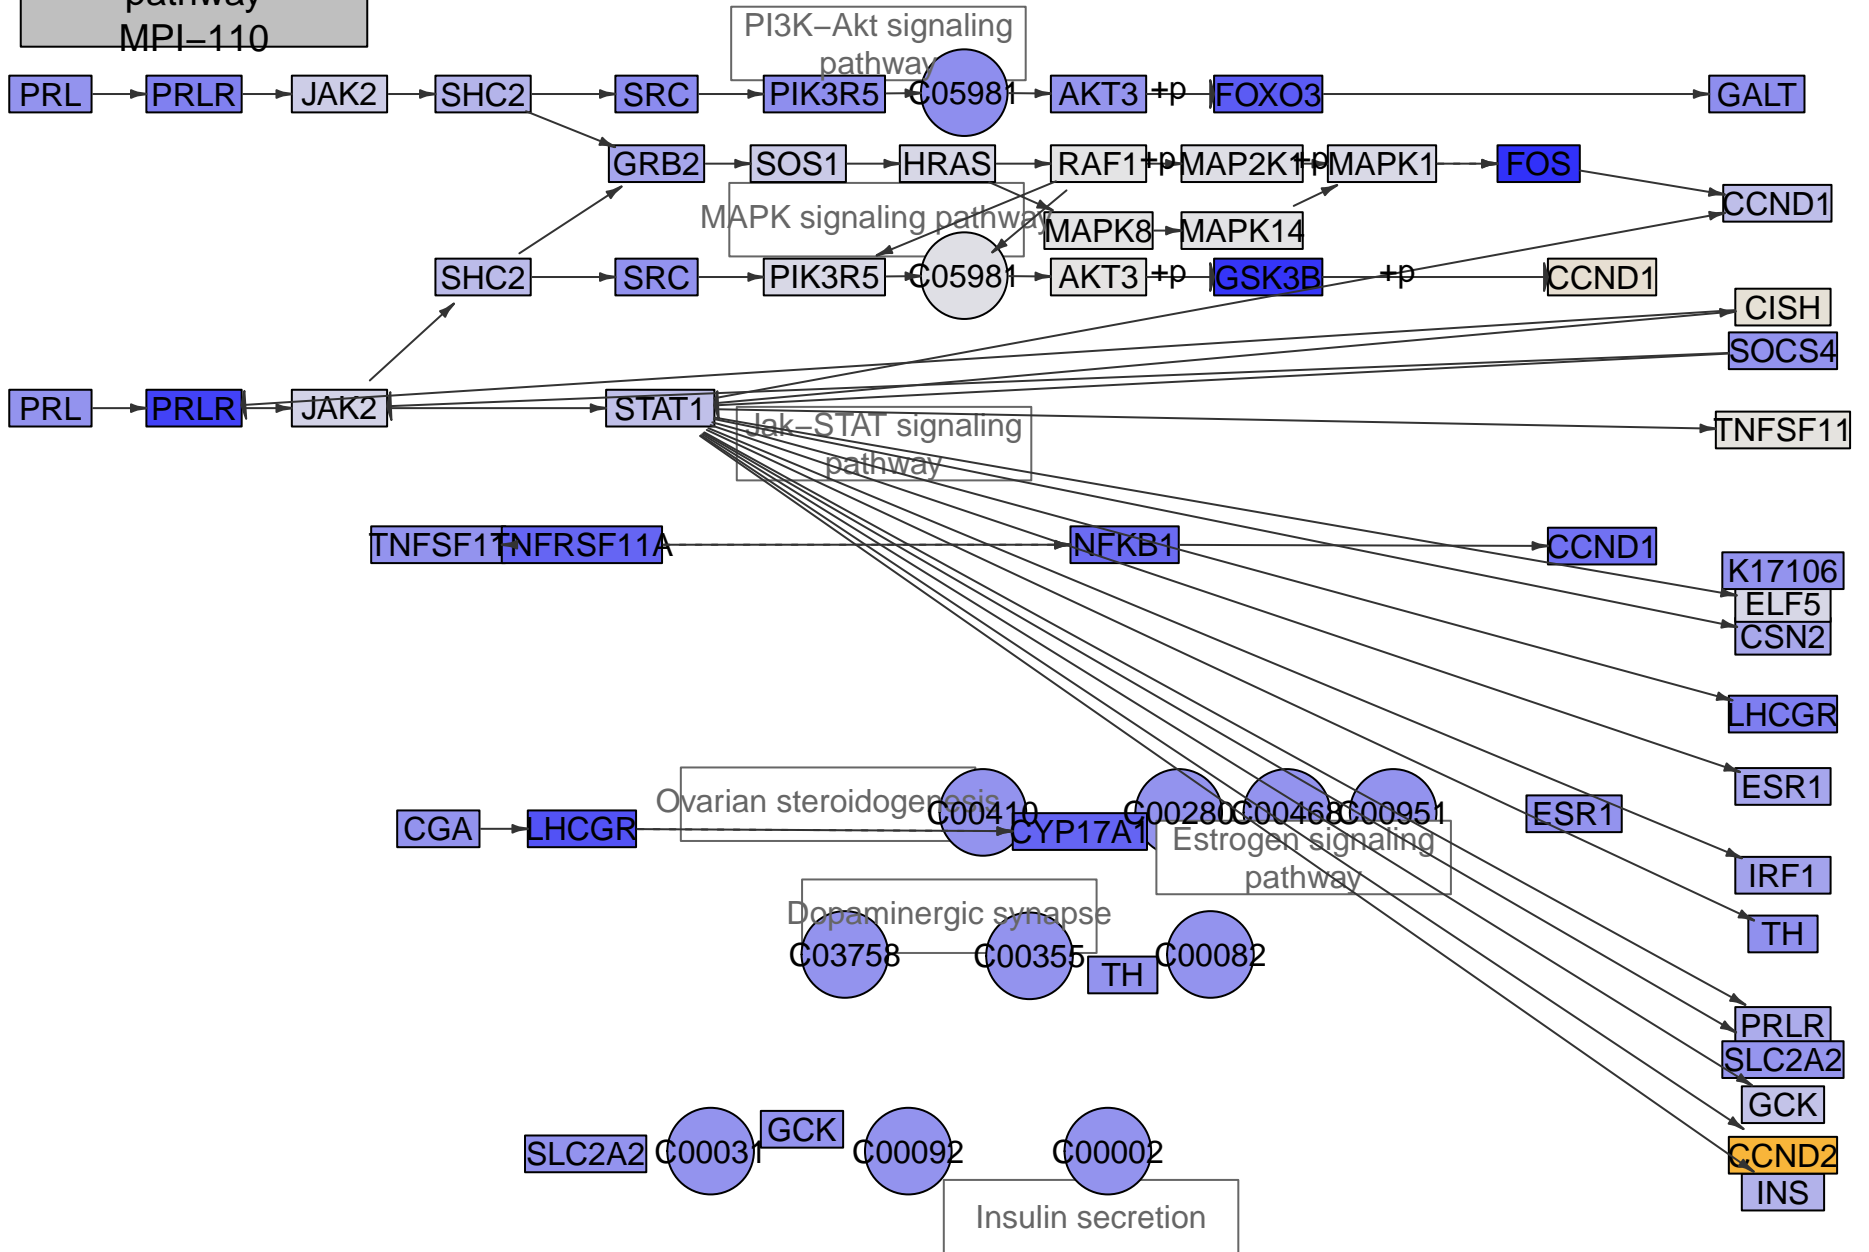 pathway
MPI−110
PI3K−Akt signaling
pathway
PRL PRLR JAK2 SHC2 SRC PIK3R5 C05981 AKT3 +p FOXO3 GALT
GRB2 SOS1 HRAS RAF1 +p MAP2K1 +p MAPK1 FOS
CCND1
MAPK signaling pathway
MAPK8 MAPK14
SHC2 SRC PIK3R5 C05981 AKT3 +p GSK3B +p CCND1
CISH
SOCS4
PRL PRLR JAK2 STAT1
Jak−STAT signaling
pathway
TNFSF11
TNFSF11 TNFRSF11A NFKB1 CCND1
K17106
ELF5
CSN2
LHCGR
ESR1
Ovarian steroidogenesis
C00410 C00280 C00468 C00951 ESR1
CGA LHCGR CYP17A1
Estrogen signaling
pathway
IRF1
Dopaminergic synapse
TH
C03758 C00355 TH C00082
PRLR
SLC2A2
GCK
SLC2A2 C00031 GCK C00092 C00002
CCND2
INS
Insulin secretion